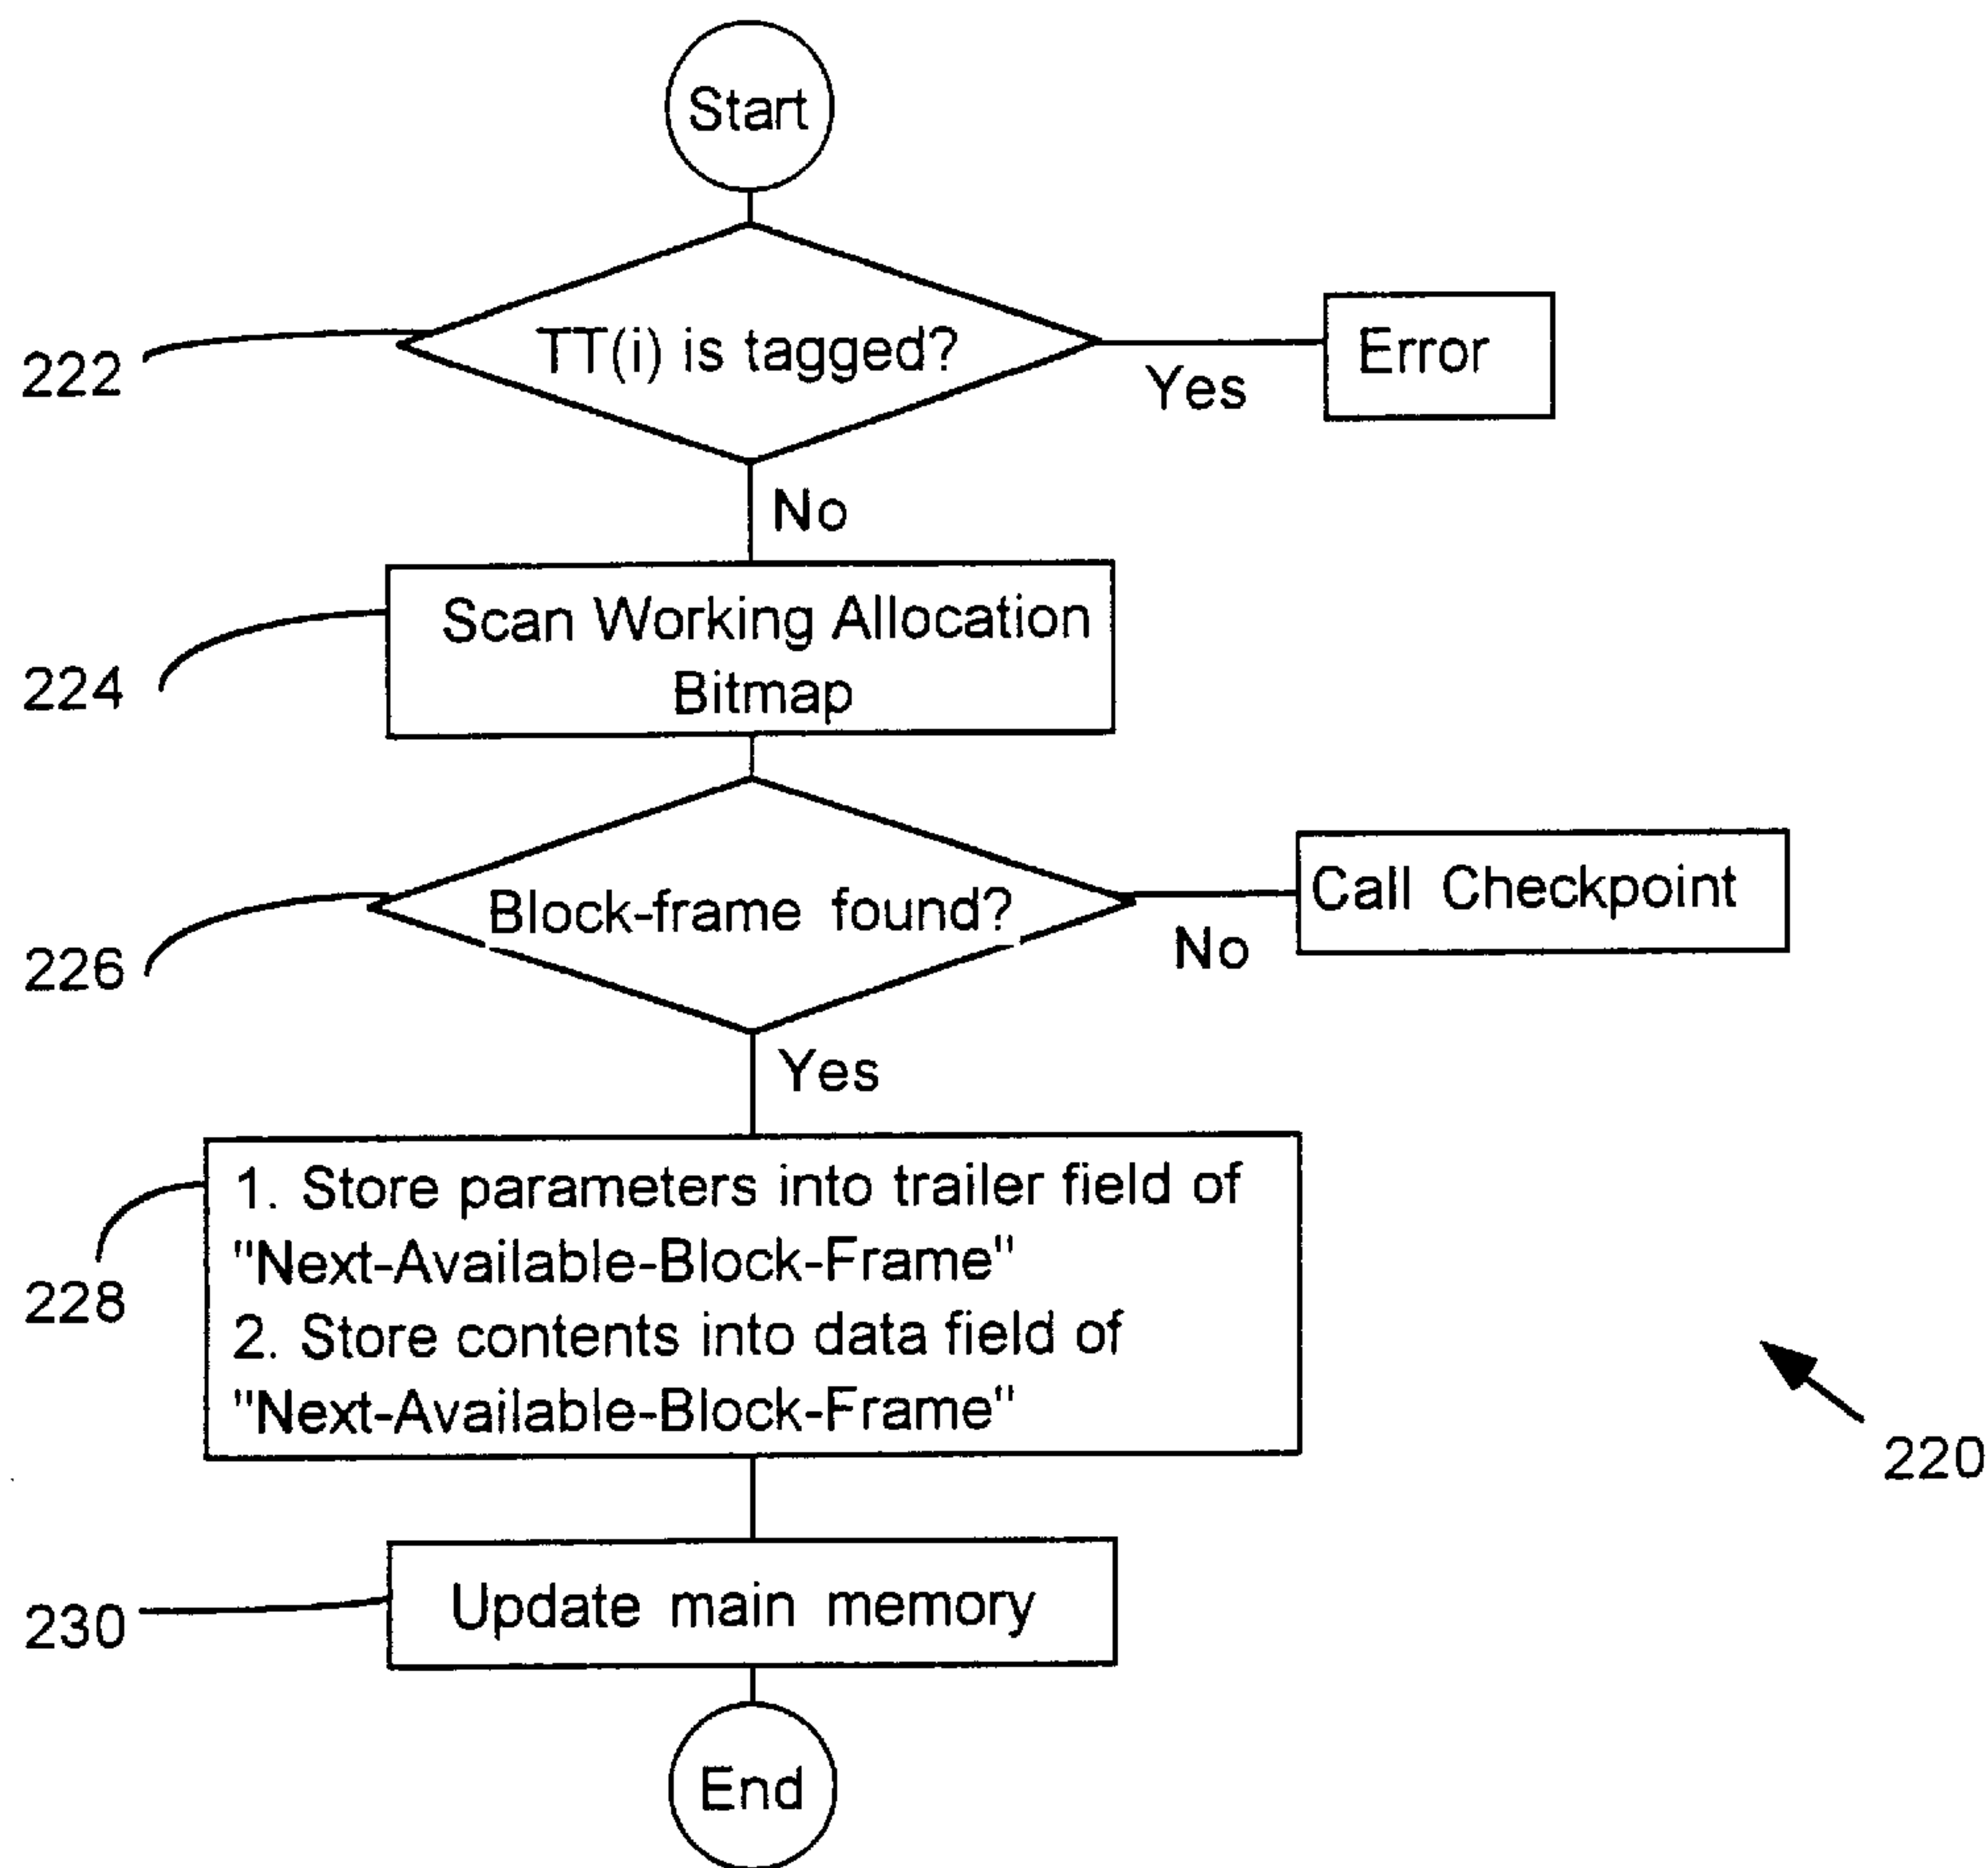 Start
222
TT(i) is tagged?
Yes
Error
No
224
Scan Working Allocation
Bitmap
226
Block-frame found?
No
Call Checkpoint
Yes
228
1. Store parameters into trailer field of
"Next-Available-Block-Frame"
2. Store contents into data field of
"Next-Available-Block-Frame"
220
230
Update main memory
End